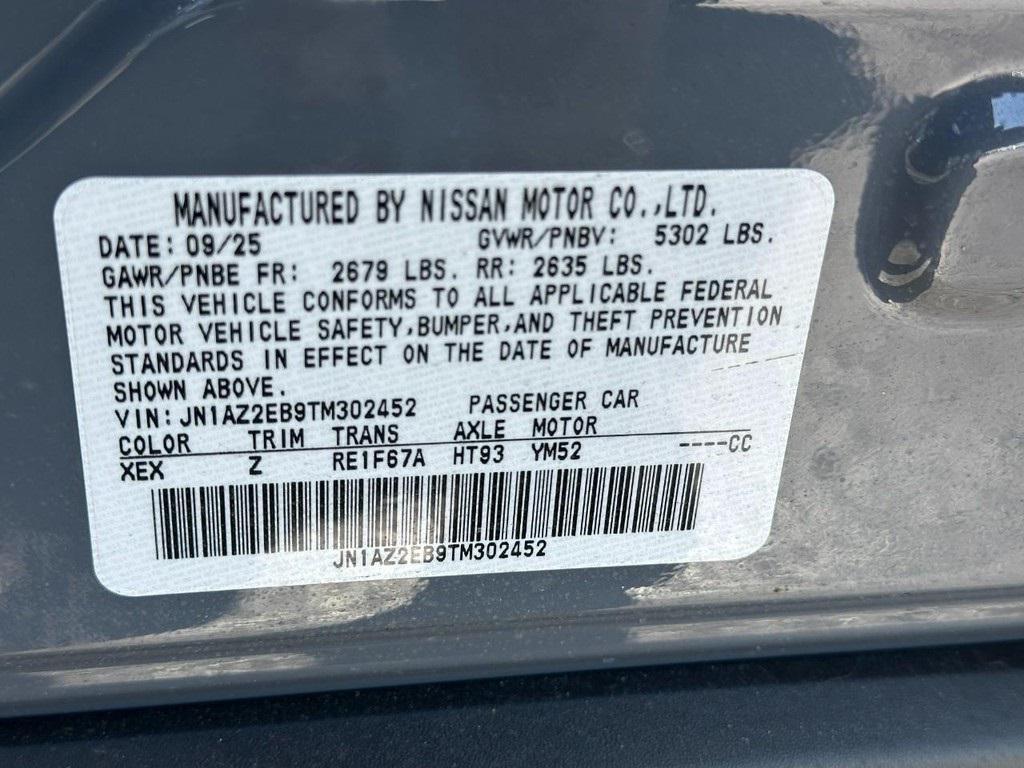 MANUFACTURED BY NISSAN MOTOR CO.,LTD.
DATE: 09/25 GVWR/PNBV: 5302 LBS.
GAWR/PNBE FR: 2679 LBS. RR: 2635 LBS.
THIS VEHICLE CONFORMS TO ALL APPLICABLE FEDERAL
MOTOR VEHICLE SAFETY,BUMPER,AND THEFT PREVENTION
STANDARDS IN EFFECT ON THE DATE OF MANUFACTURE
SHOWN ABOVE.
VIN:JN1AZ2EB9TM302452 PASSENGER CAR
COLOR TRIM TRANS AXLE MOTOR
XEX Z RE1F67A HT93 YM52 ----CC
JN1AZ2EB9TM302452